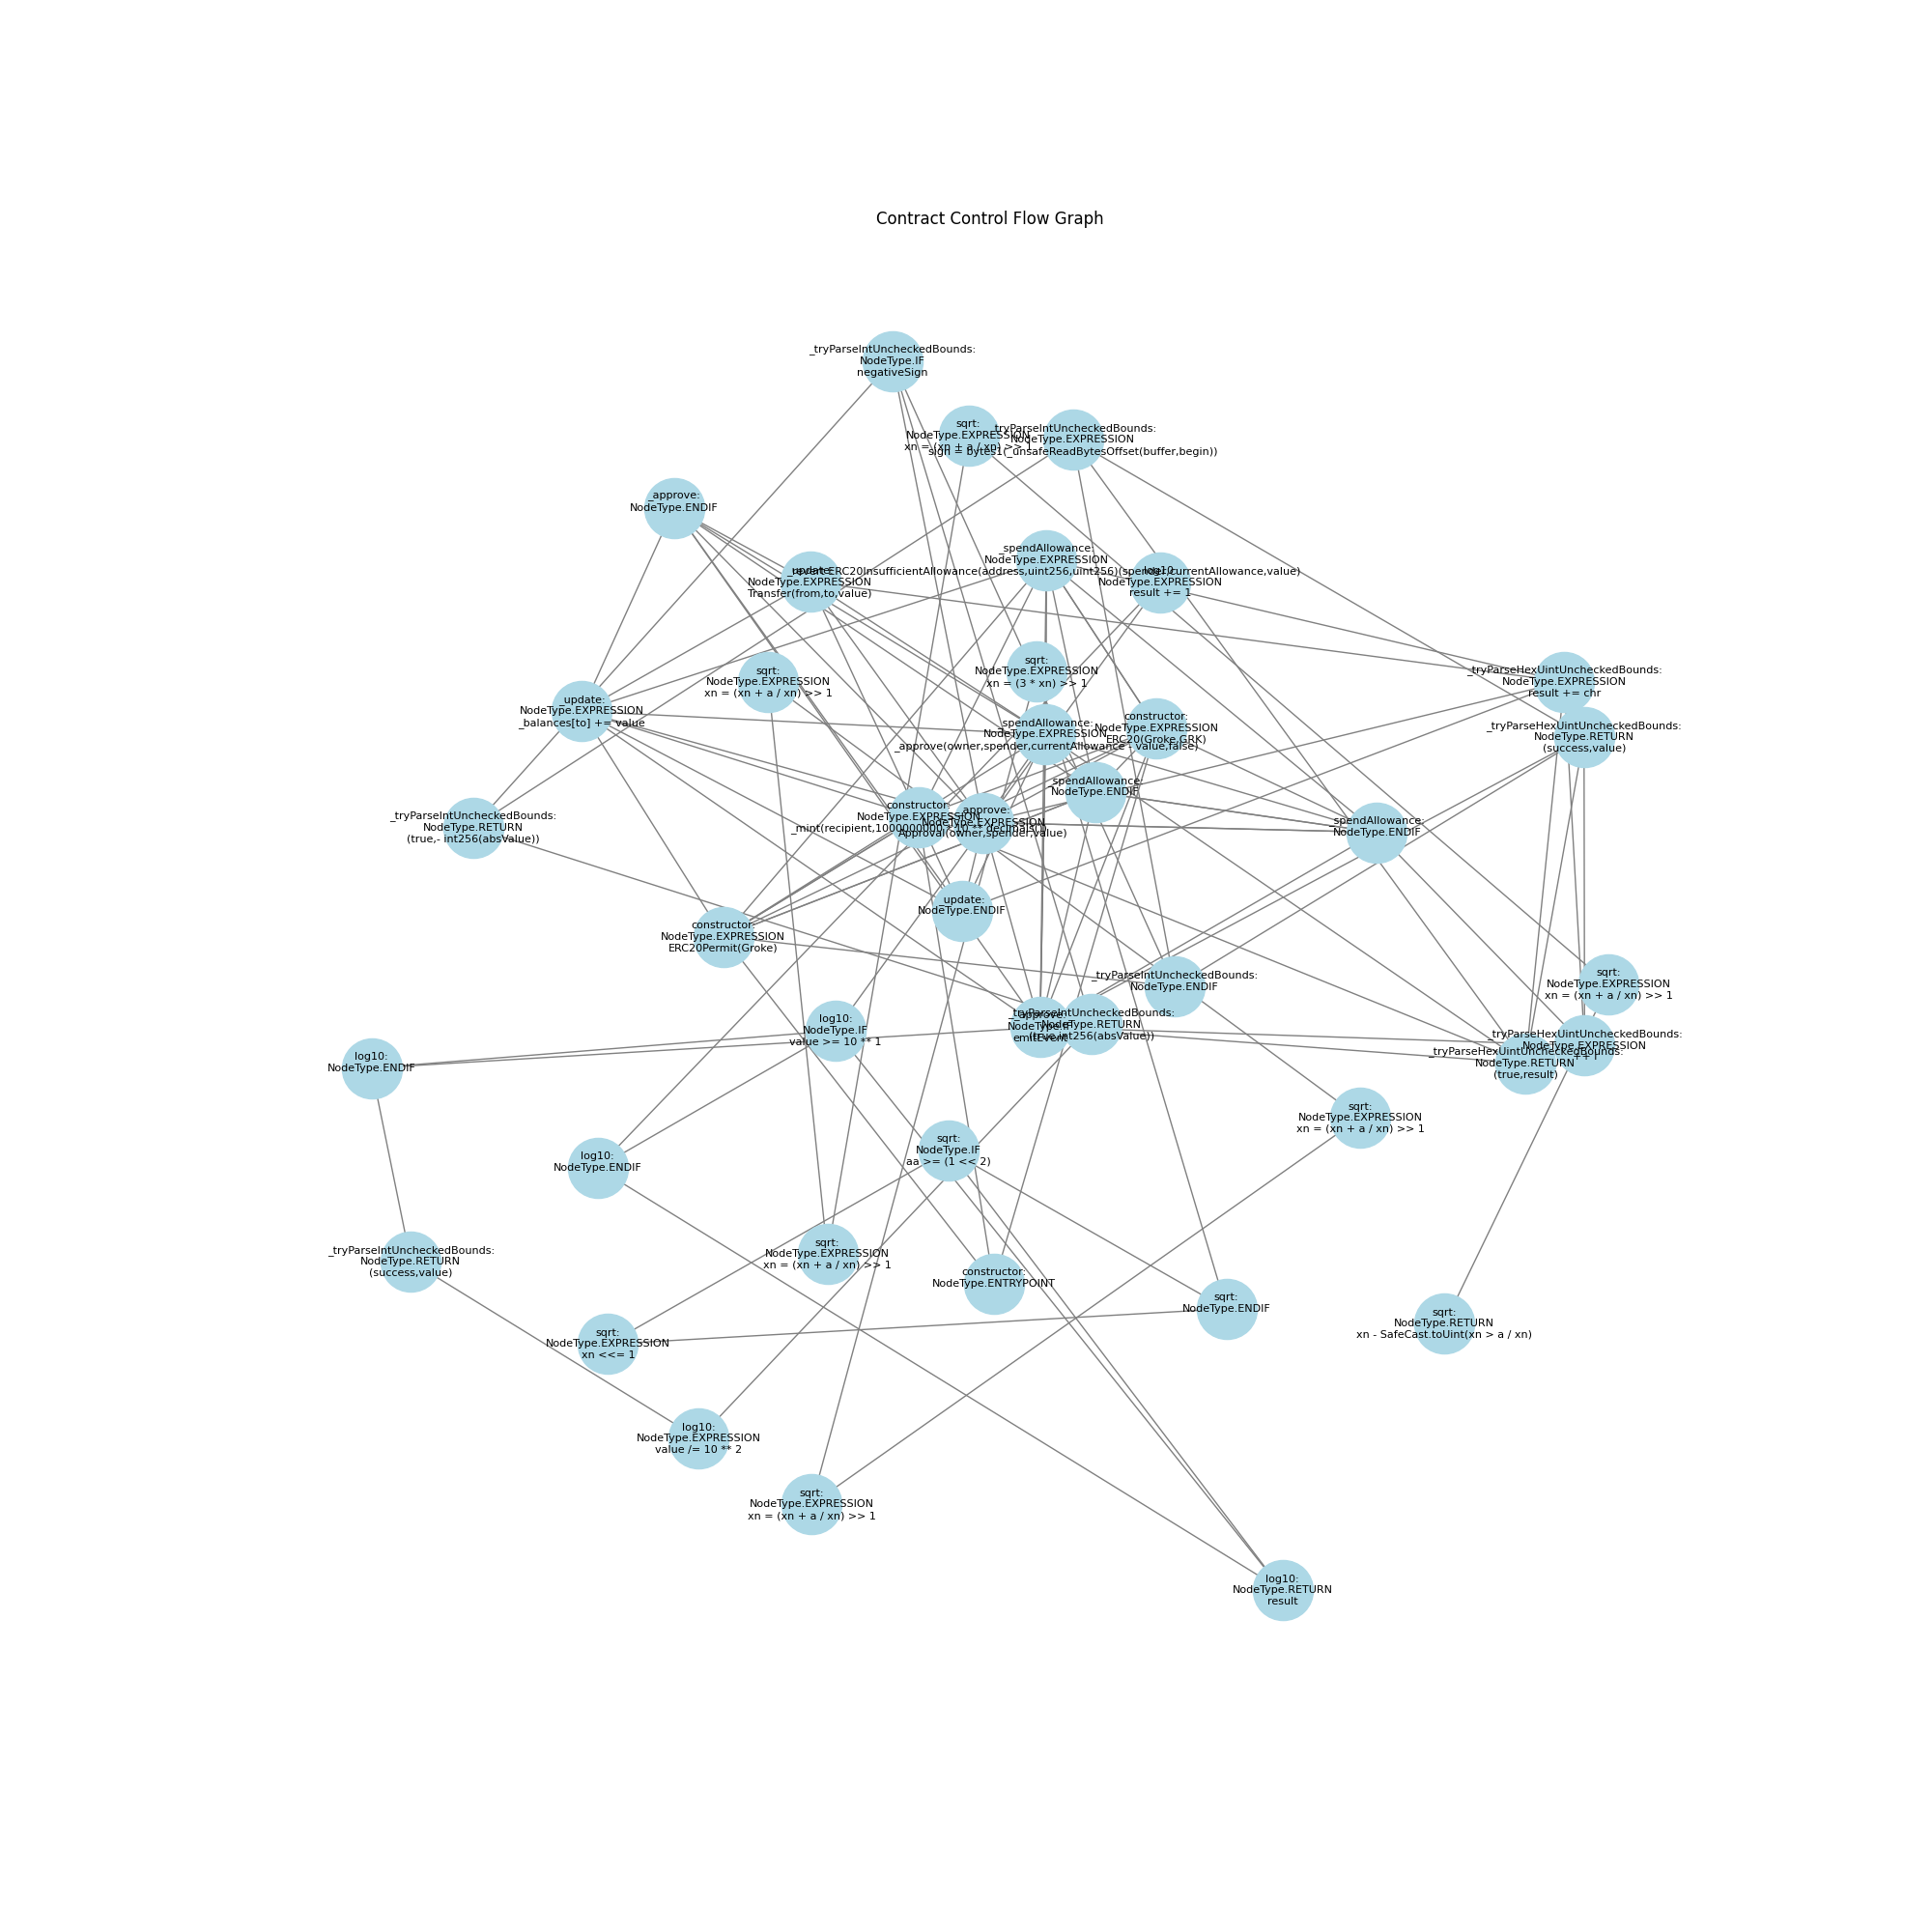 Contract Control Flow Graph
_tryParseIntUncheckedBounds:
NodeType.IF
negativeSign
sqrt:
NodeType.EXPRESSION
xn = (xn + a / xn) >> 1
_tryParseIntUncheckedBounds:
NodeType.EXPRESSION
sign = bytes1(_unsafeReadBytesOffset(buffer,begin))
_approve:
NodeType.ENDIF
_spendAllowance:
NodeType.EXPRESSION
revert ERC20InsufficientAllowance(address,uint256,uint256)(spender,currentAllowance,value)
_update:
NodeType.EXPRESSION
Transfer(from,to,value)
log10:
NodeType.EXPRESSION
result += 1
sqrt:
NodeType.EXPRESSION
xn = (3 * xn) >> 1
sqrt:
NodeType.EXPRESSION
xn = (xn + a / xn) >> 1
_tryParseHexUintUncheckedBounds:
NodeType.EXPRESSION
result += chr
_update:
NodeType.EXPRESSION
_balances[to] += value
_spendAllowance:
NodeType.EXPRESSION
_approve(owner,spender,currentAllowance - value,false)
constructor:
NodeType.EXPRESSION
ERC20(Groke,GRK)
_tryParseHexUintUncheckedBounds:
NodeType.RETURN
(success,value)
_spendAllowance:
NodeType.ENDIF
constructor:
NodeType.EXPRESSION
_mint(recipient,1000000000 * 10 ** decimals())
_approve:
NodeType.EXPRESSION
Approval(owner,spender,value)
_tryParseIntUncheckedBounds:
NodeType.RETURN
(true,- int256(absValue))
_spendAllowance:
NodeType.ENDIF
_update:
NodeType.ENDIF
constructor:
NodeType.EXPRESSION
ERC20Permit(Groke)
_tryParseIntUncheckedBounds:
NodeType.ENDIF
sqrt:
NodeType.EXPRESSION
xn = (xn + a / xn) >> 1
log10:
NodeType.IF
value >= 10 ** 1
_approve:
NodeType.IF
emitEvent
_tryParseIntUncheckedBounds:
NodeType.RETURN
(true,int256(absValue))
_tryParseHexUintUncheckedBounds:
NodeType.EXPRESSION
++ i
_tryParseHexUintUncheckedBounds:
NodeType.RETURN
(true,result)
log10:
NodeType.ENDIF
sqrt:
NodeType.EXPRESSION
xn = (xn + a / xn) >> 1
sqrt:
NodeType.IF
aa >= (1 << 2)
log10:
NodeType.ENDIF
_tryParseIntUncheckedBounds:
NodeType.RETURN
(success,value)
sqrt:
NodeType.EXPRESSION
xn = (xn + a / xn) >> 1
constructor:
NodeType.ENTRYPOINT
sqrt:
NodeType.ENDIF
sqrt:
NodeType.RETURN
xn - SafeCast.toUint(xn > a / xn)
sqrt:
NodeType.EXPRESSION
xn <<= 1
log10:
NodeType.EXPRESSION
value /= 10 ** 2
sqrt:
NodeType.EXPRESSION
xn = (xn + a / xn) >> 1
log10:
NodeType.RETURN
result